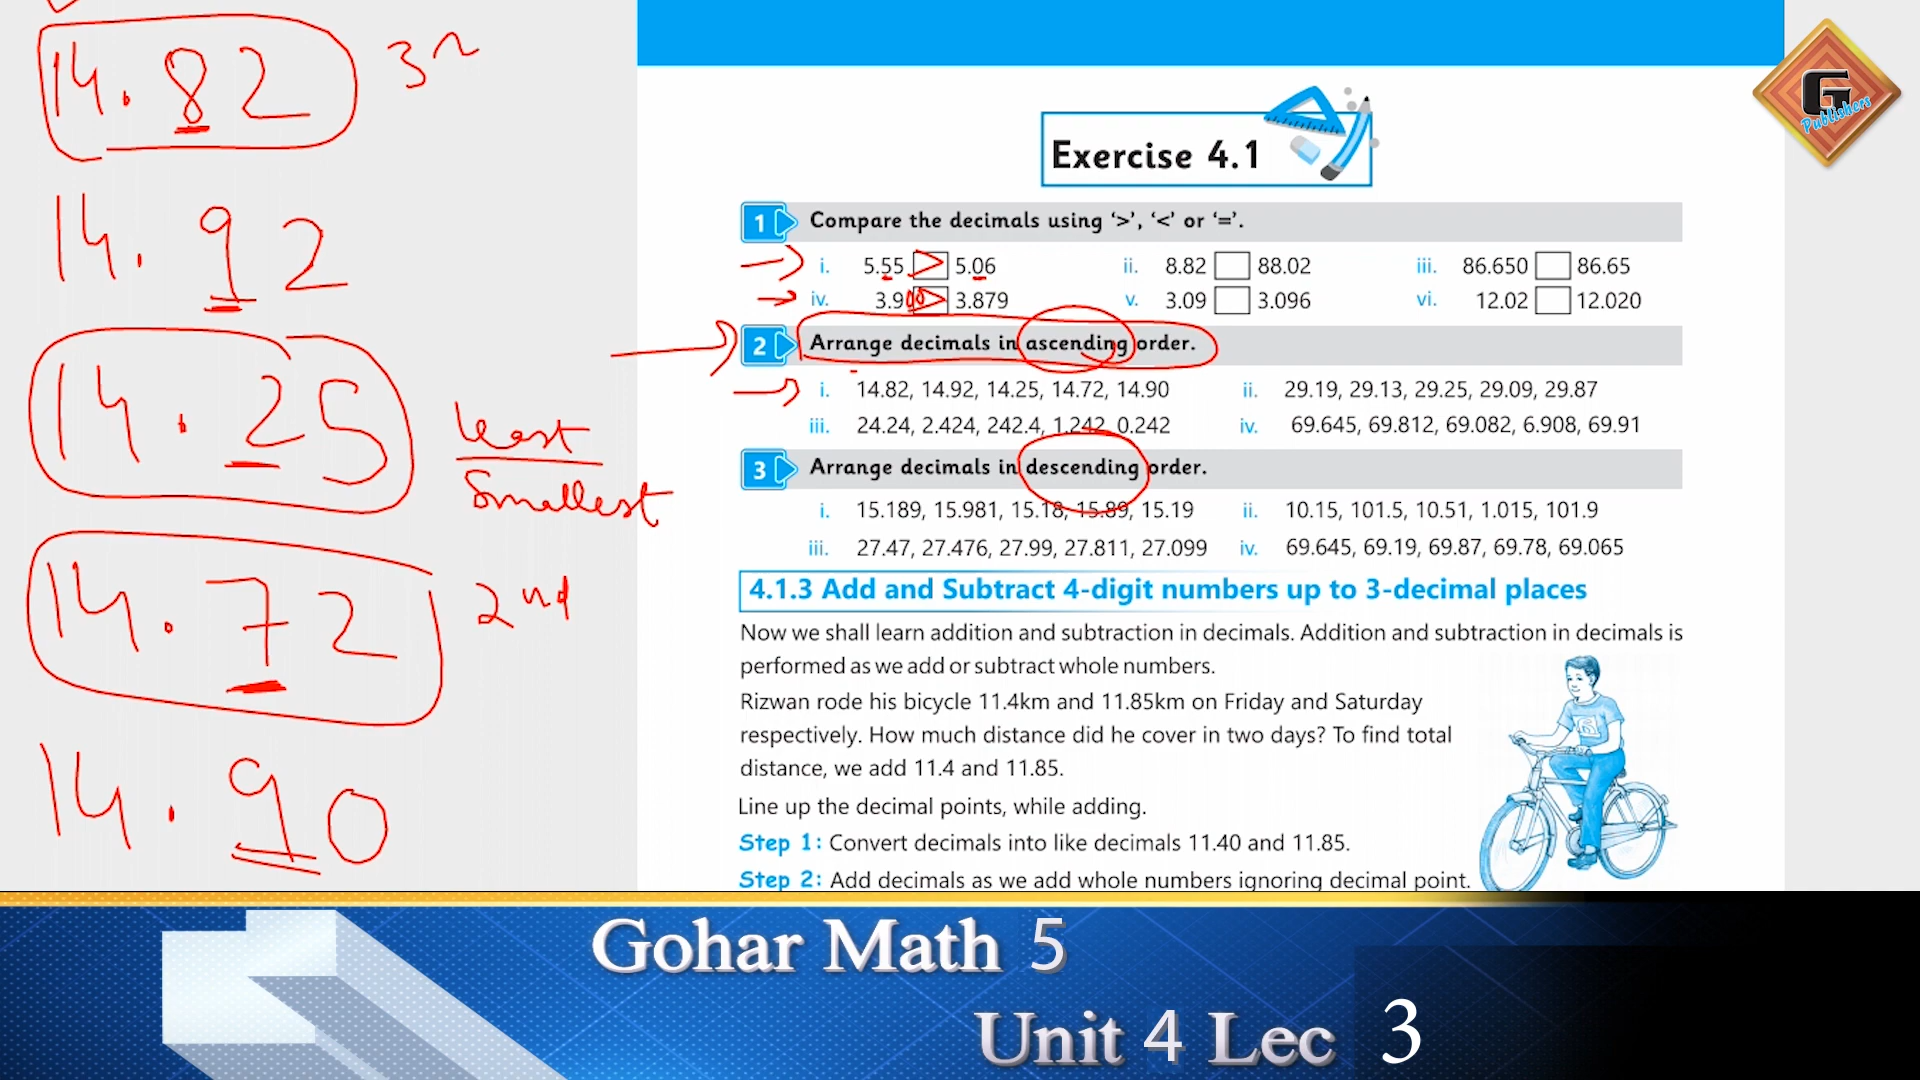 14.82 3
14.92
14.25 least
smallest
14.72 2nd
14.90
G
Publishers
Exercise 4.1
1 Compare the decimals using ‘>’, ‘<’ or ‘=’.
i. 5.55 > 5.06 ii. 8.82 88.02 iii. 86.650 86.65
iv. 3.900 > 3.879 v. 3.09 3.096 vi. 12.02 12.020
2 Arrange decimals in ascending order.
i. 14.82, 14.92, 14.25, 14.72, 14.90 ii. 29.19, 29.13, 29.25, 29.09, 29.87
iii. 24.24, 2.424, 242.4, 1.242, 0.242 iv. 69.645, 69.812, 69.082, 6.908, 69.91
3 Arrange decimals in descending order.
i. 15.189, 15.981, 15.18, 15.89, 15.19 ii. 10.15, 101.5, 10.51, 1.015, 101.9
iii. 27.47, 27.476, 27.99, 27.811, 27.099 iv. 69.645, 69.19, 69.87, 69.78, 69.065
4.1.3 Add and Subtract 4-digit numbers up to 3-decimal places
Now we shall learn addition and subtraction in decimals. Addition and subtraction in decimals is
performed as we add or subtract whole numbers.
Rizwan rode his bicycle 11.4km and 11.85km on Friday and Saturday
respectively. How much distance did he cover in two days? To find total
distance, we add 11.4 and 11.85.
Line up the decimal points, while adding.
Step 1: Convert decimals into like decimals 11.40 and 11.85.
Step 2: Add decimals as we add whole numbers ignoring decimal point.
Gohar Math 5
Unit 4 Lec 3